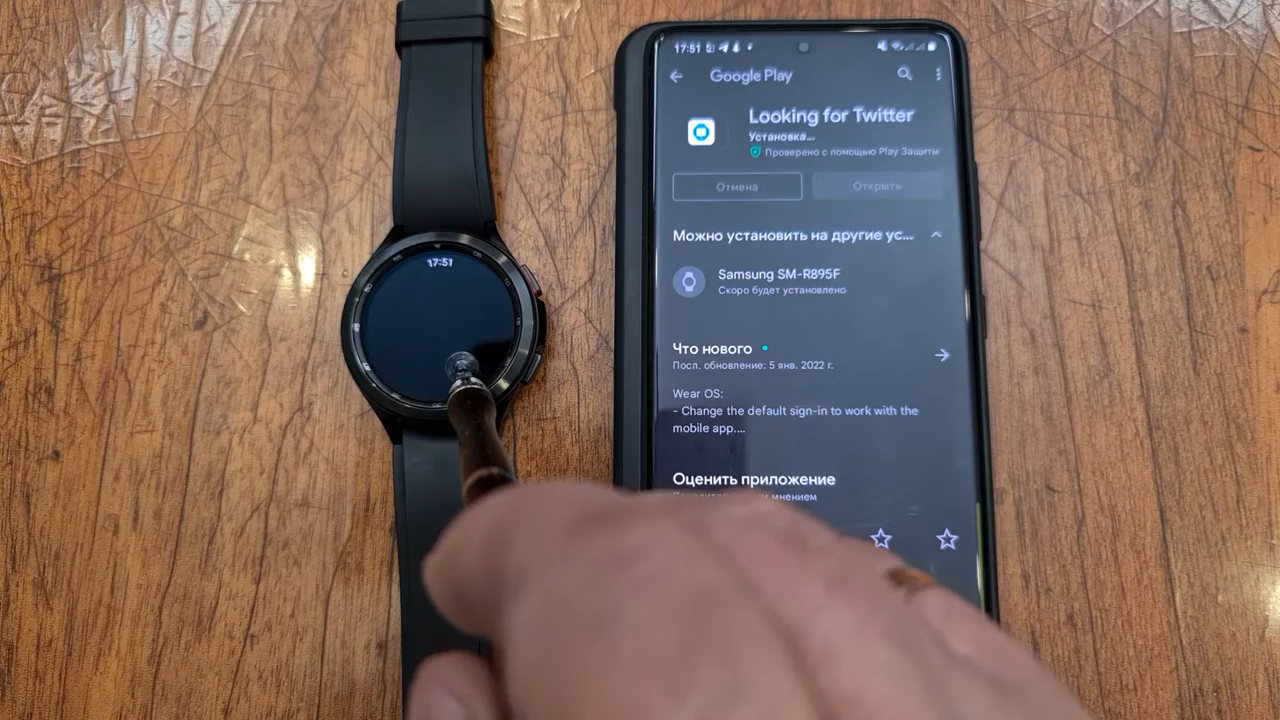 17:51
17:51
Google Play
Looking for Twitter
Установка...
Проверено с помощью Play Защиты
Отмена
Открыть
Можно установить на другие ус...
Samsung SM-R895F
Скоро будет установлено
Что нового
Посл. обновление: 5 янв. 2022 г.
Wear OS:
- Change the default sign-in to work with the
mobile app....
Оценить приложение
мнением